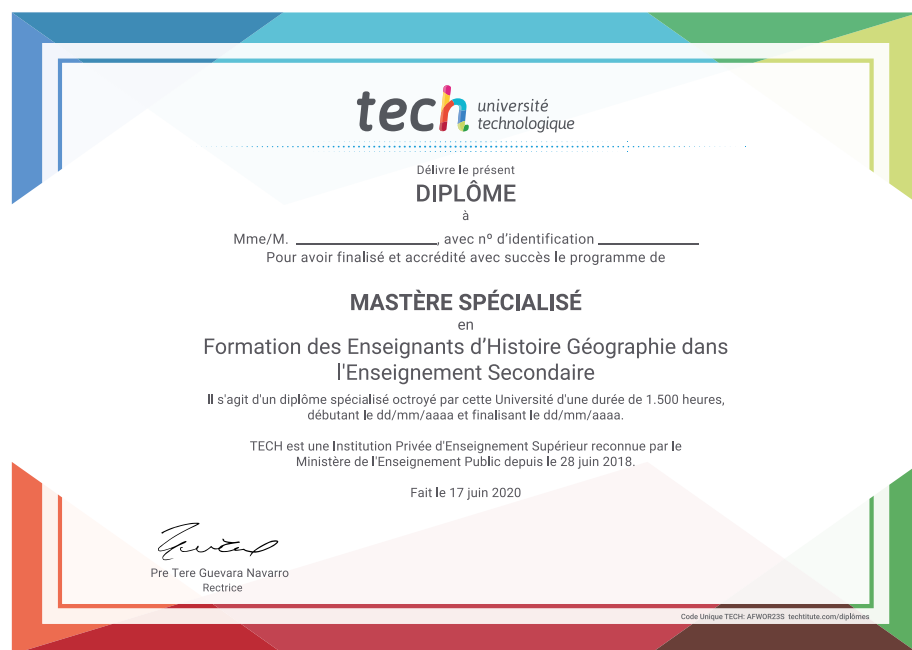 tech université
technologique
Délivre le présent
DIPLÔME
à
Mme/M. ____________________, avec nº d'identification ______________
Pour avoir finalisé et accrédité avec succès le programme de
MASTÈRE SPÉCIALISÉ
en
Formation des Enseignants d'Histoire Géographie dans
l'Enseignement Secondaire
Il s'agit d'un diplôme spécialisé octroyé par cette Université d'une durée de 1.500 heures,
débutant le dd/mm/aaaa et finalisant le dd/mm/aaaa.
TECH est une Institution Privée d'Enseignement Supérieur reconnue par le
Ministère de l'Enseignement Public depuis le 28 juin 2018.
Fait le 17 juin 2020
Pre Tere Guevara Navarro
Rectrice
Code Unique TECH: AFWOR23S techtitute.com/diplômes